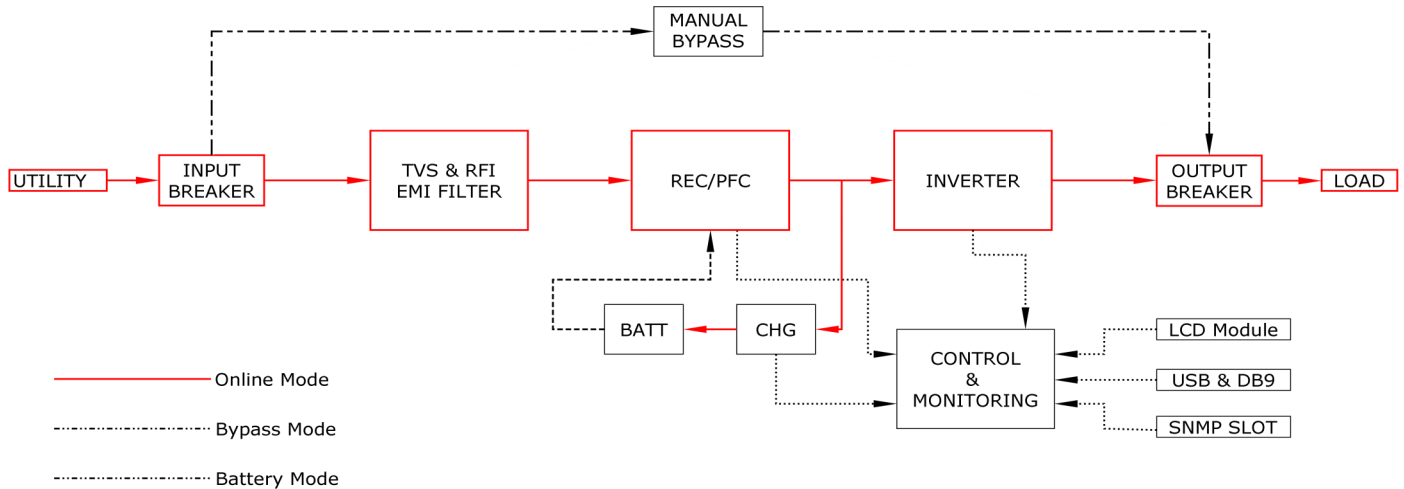 MANUAL
BYPASS
UTILITY
INPUT
BREAKER
TVS & RFI
EMI FILTER
REC/PFC
INVERTER
OUTPUT
BREAKER
LOAD
BATT
CHG
CONTROL
&
MONITORING
LCD Module
USB & DB9
SNMP SLOT
Online Mode
Bypass Mode
Battery Mode